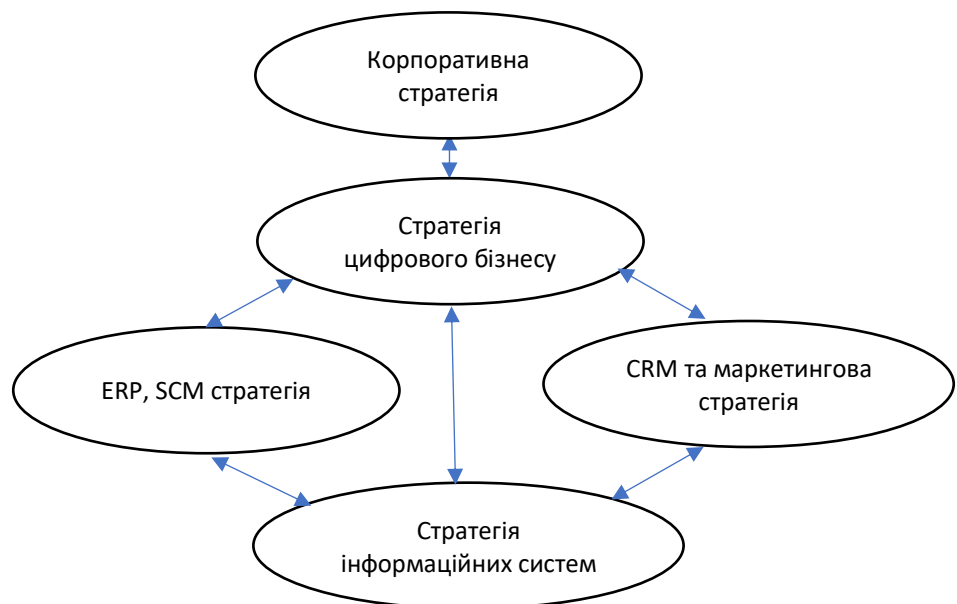 Корпоративна
стратегія
Стратегія
цифрового бізнесу
ERP, SCM стратегія
CRM та маркетингова
стратегія
Стратегія
інформаційних систем